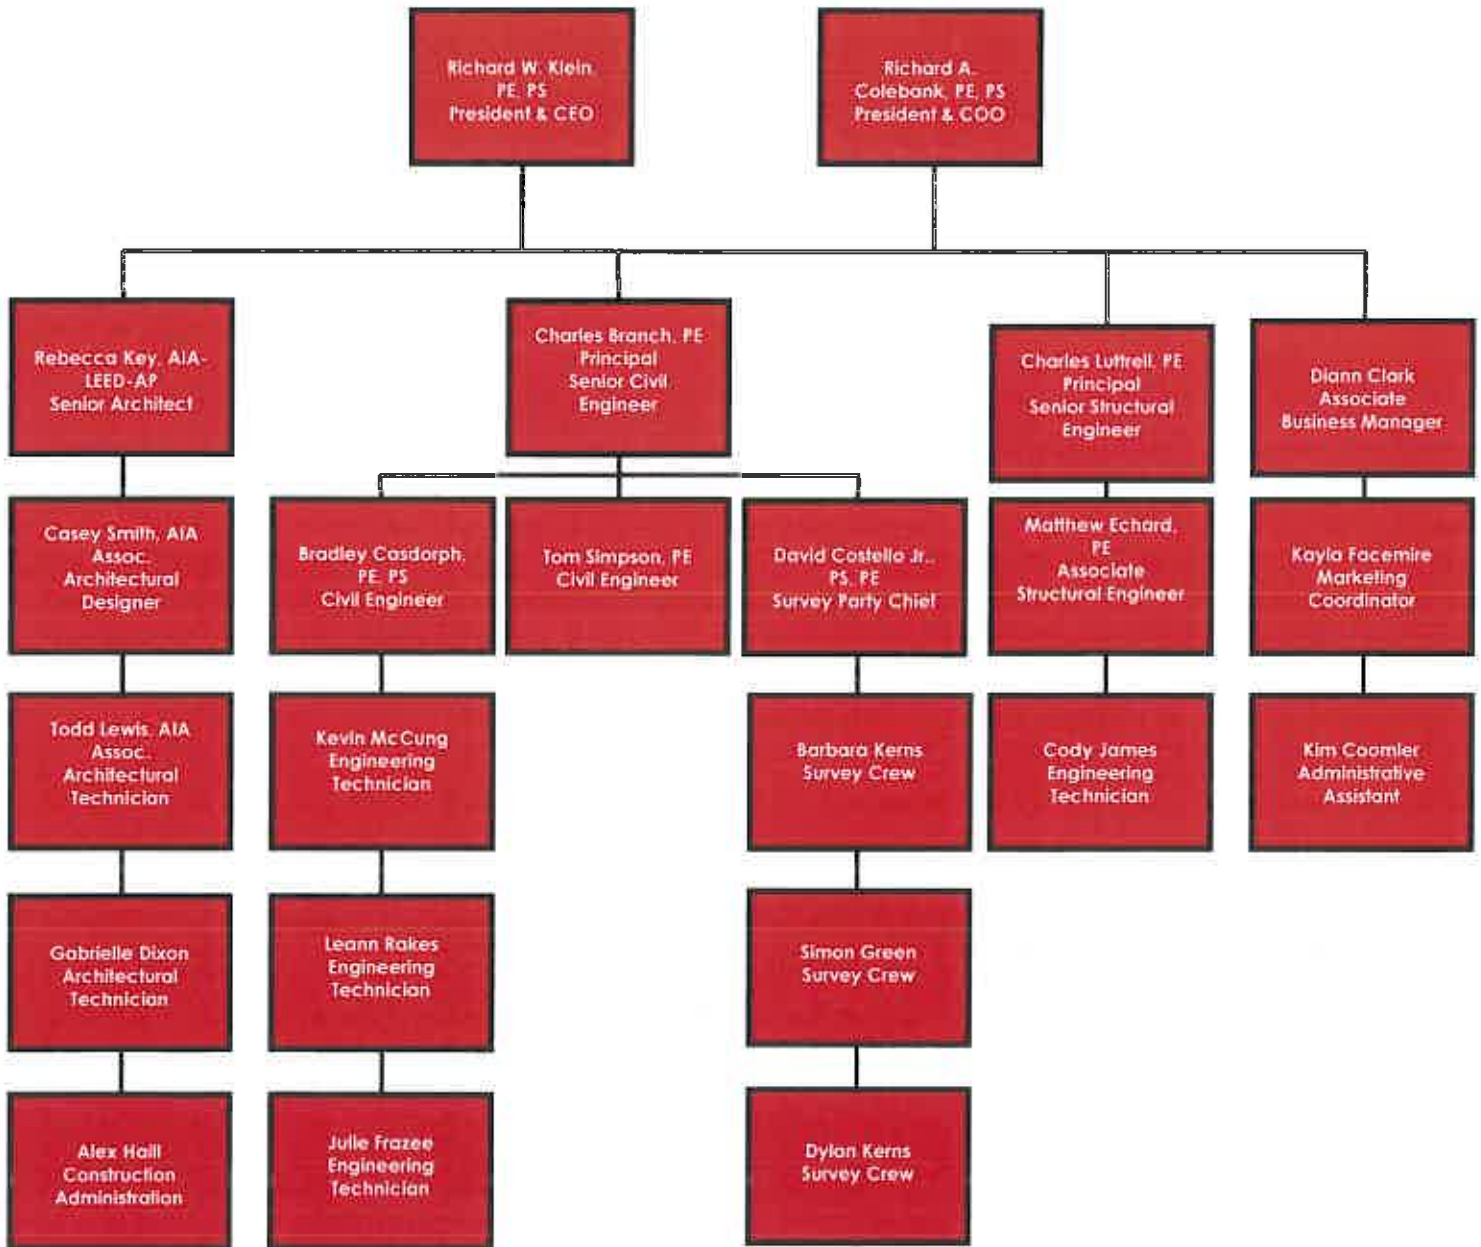 Richard W. Klein,
PE, PS
President & CEO
Richard A.
Colebank, PE, PS
President & COO
Rebecca Key, AIA-
LEED-AP
Senior Architect
Charles Branch, PE
Principal
Senior Civil
Engineer
Charles Luttrell, PE
Principal
Senior Structural
Engineer
Diann Clark
Associate
Business Manager
Casey Smith, AIA
Assoc.
Architectural
Designer
Bradley Casdorph,
PE, PS
Civil Engineer
Tom Simpson, PE
Civil Engineer
David Costello Jr.,
PS, PE
Survey Party Chief
Matthew Echard,
PE
Associate
Structural Engineer
Kayla Facemire
Marketing
Coordinator
Todd Lewis, AIA
Assoc.
Architectural
Technician
Kevin McCung
Engineering
Technician
Barbara Kerns
Survey Crew
Cody James
Engineering
Technician
Kim Coomler
Administrative
Assistant
Gabrielle Dixon
Architectural
Technician
Leann Rakes
Engineering
Technician
Simon Green
Survey Crew
Alex Haill
Construction
Administration
Julie Frazee
Engineering
Technician
Dylan Kerns
Survey Crew